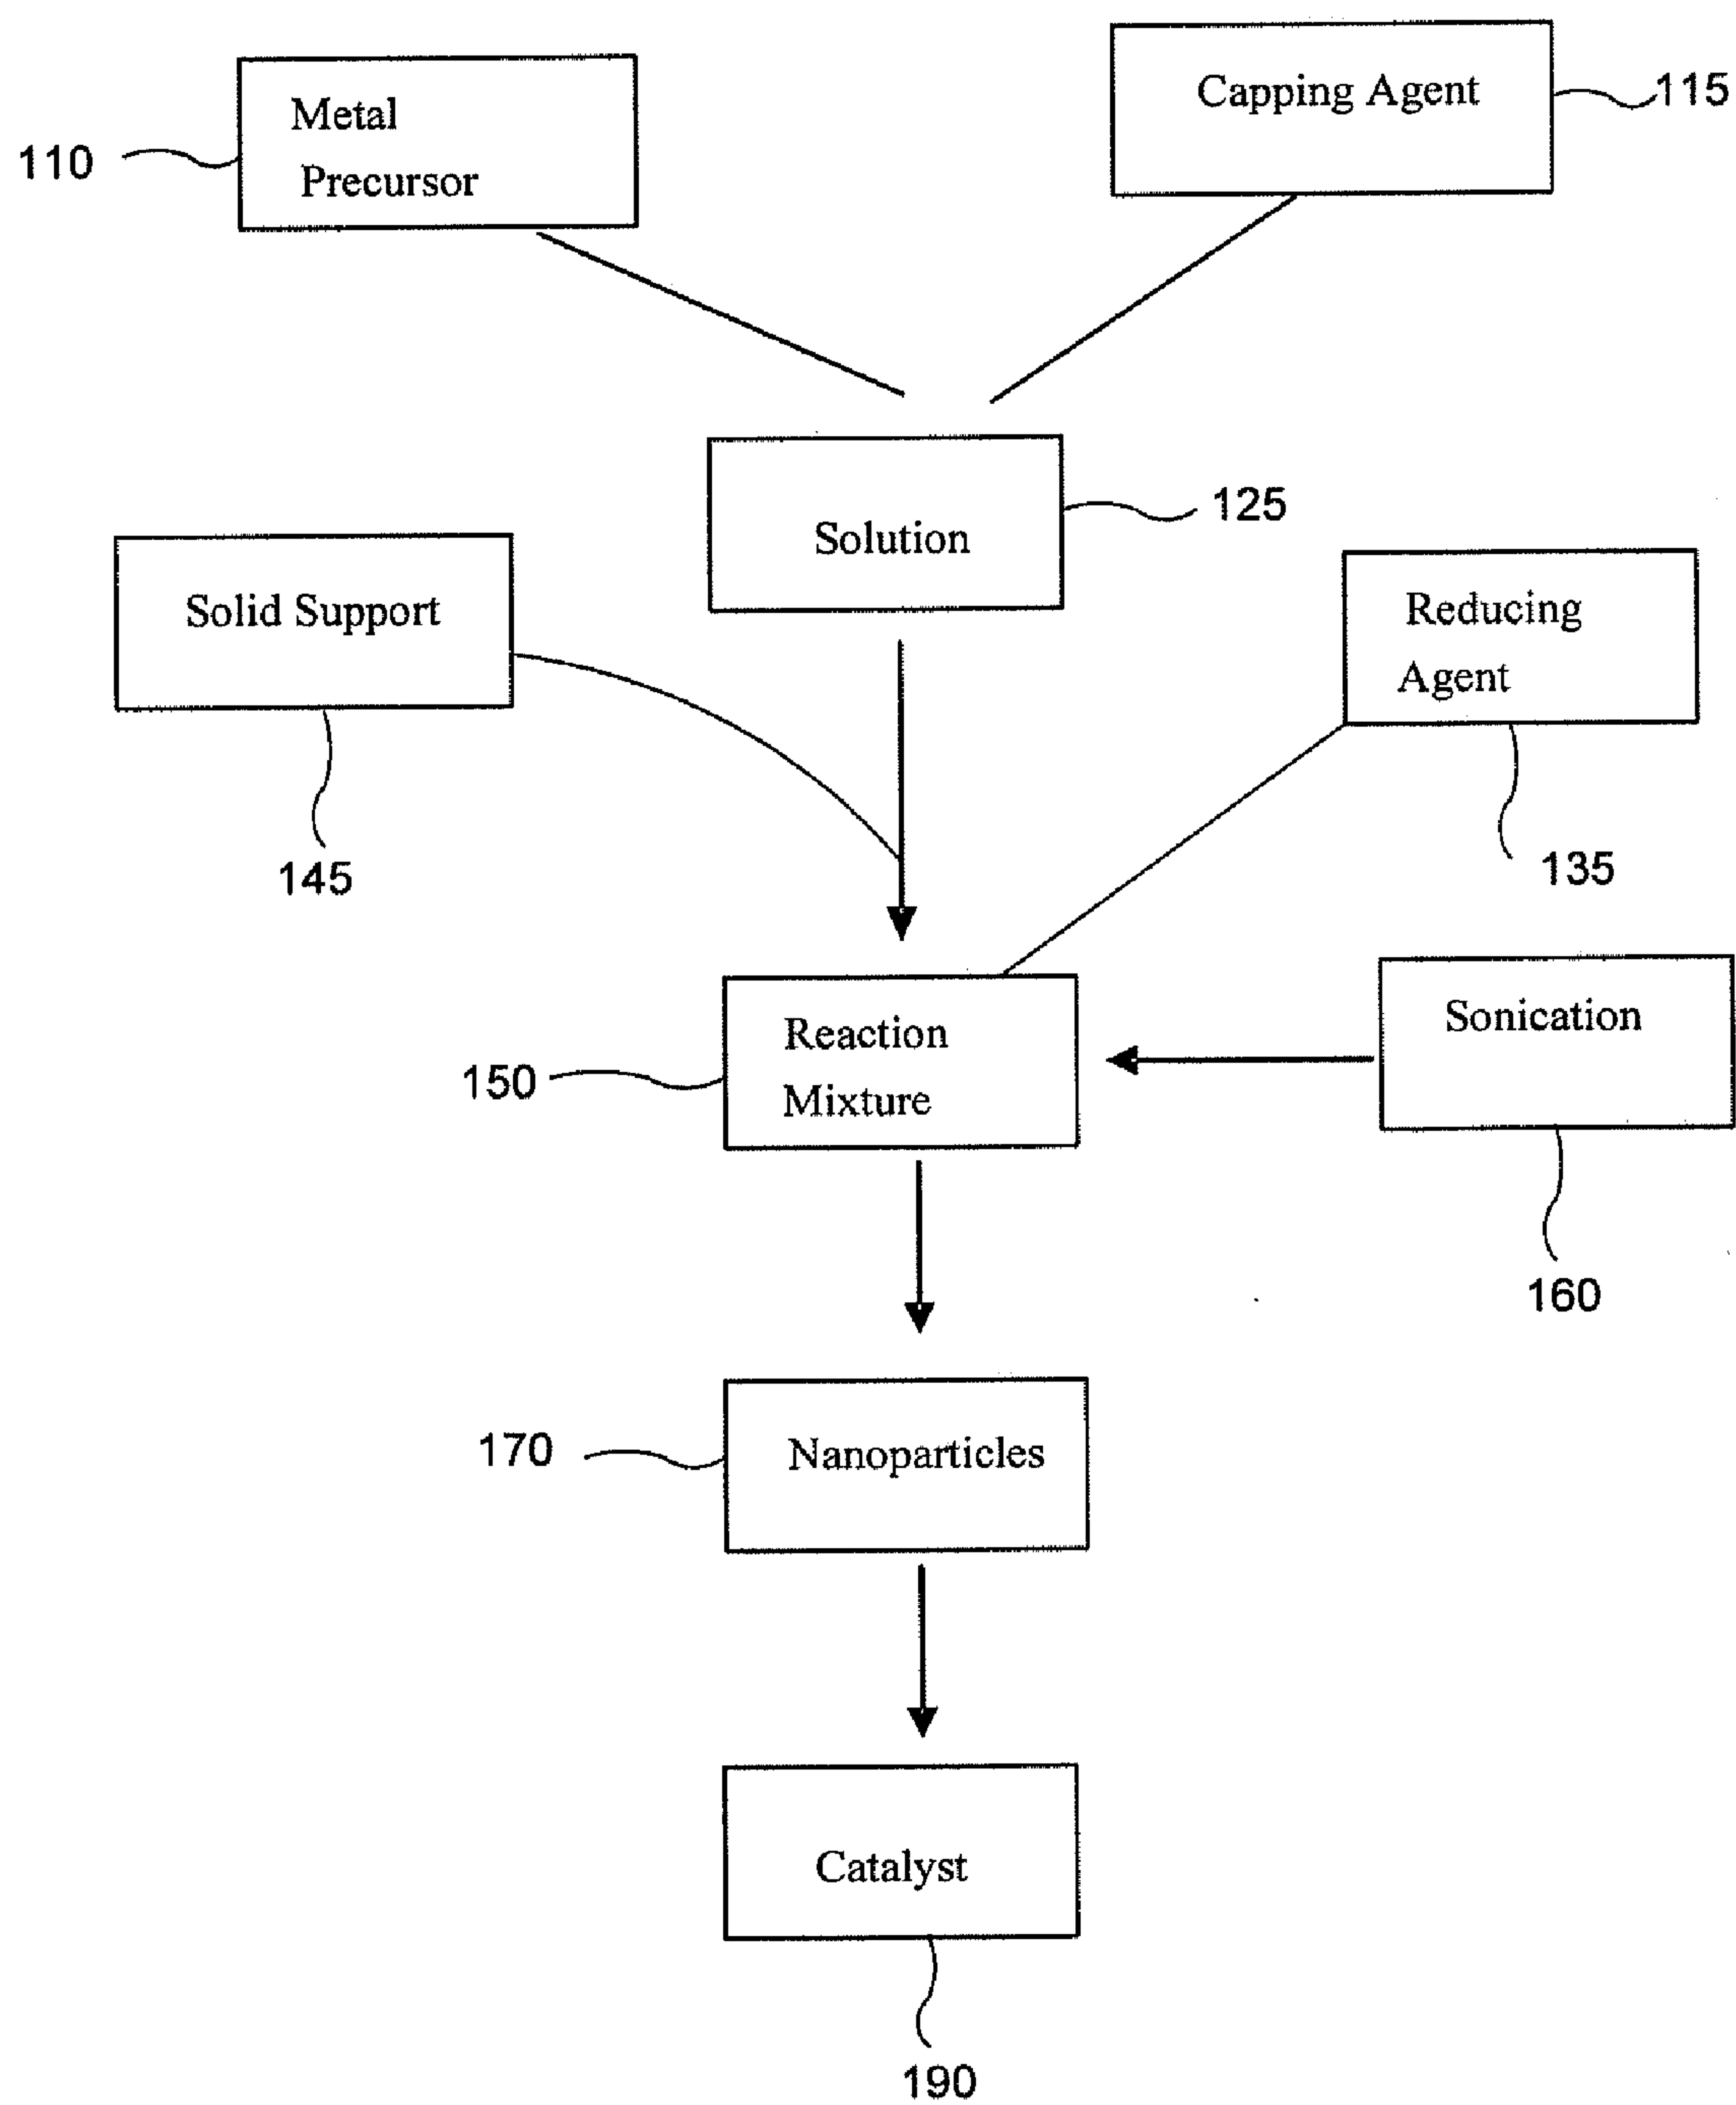 Capping Agent
115
Metal
Precursor
110
Solution
125
Solid Support
145
Reducing
Agent
135
Reaction
Mixture
150
Sonication
160
Nanoparticles
170
Catalyst
190